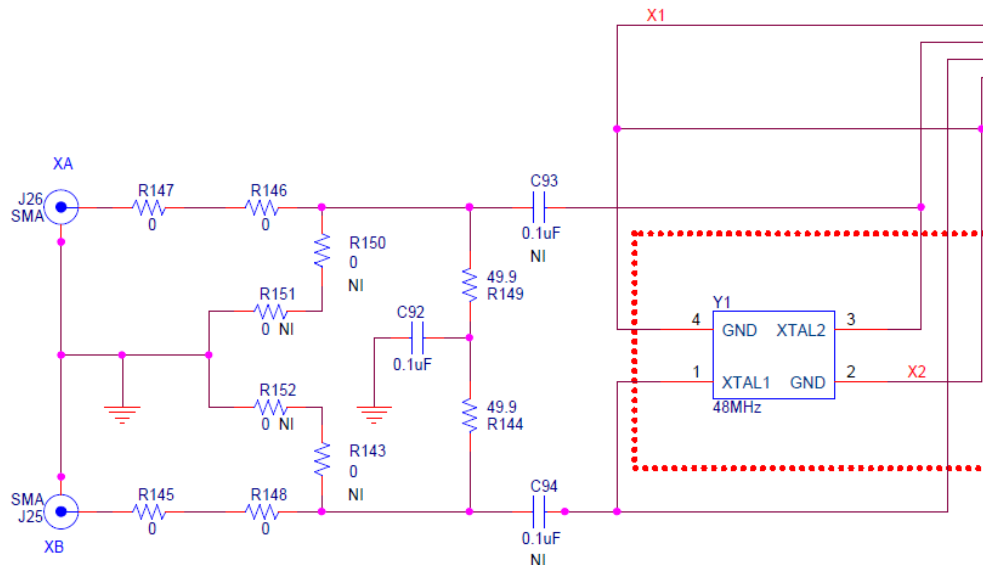 X1
XA
J26
SMA
R147
0
R146
0
C93
0.1uF
NI
R150
0
NI
49.9
R149
R151
0 NI
C92
0.1uF
Y1
4
GND
XTAL2
3
1
XTAL1
GND
2
X2
48MHz
R152
0 NI
49.9
R144
R143
0
NI
SMA
J25
XB
R145
0
R148
0
C94
0.1uF
NI